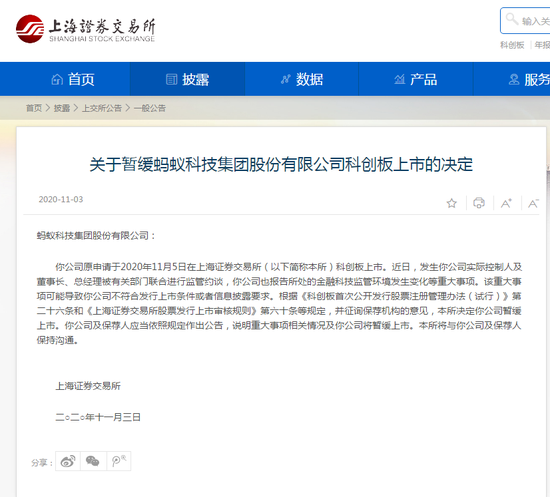 上海證券交易所
SHANGHAI STOCK EXCHANGE
输入关
科创板 年报
首页 披露 数据 产品 服务
首页 > 披露 > 上交所公告 > 一般公告
关于暂缓蚂蚁科技集团股份有限公司科创板上市的决定
2020-11-03
A+ A-
蚂蚁科技集团股份有限公司：
你公司原申请于2020年11月5日在上海证券交易所（以下简称本所）科创板上市。近日，发生你公司实际控制人及
董事长、总经理被有关部门联合进行监管约谈，你公司也报告所处的金融科技监管环境发生变化等重大事项。该重大事
项可能导致你公司不符合发行上市条件或者信息披露要求。根据《科创板首次公开发行股票注册管理办法（试行）》第
二十六条和《上海证券交易所股票发行上市审核规则》第六十条等规定，并征询保荐机构的意见，本所决定你公司暂缓
上市。你公司及保荐人应当依照规定作出公告，说明重大事项相关情况及你公司将暂缓上市。本所将与你公司及保荐人
保持沟通。
上海证券交易所
二○二○年十一月三日
分享：